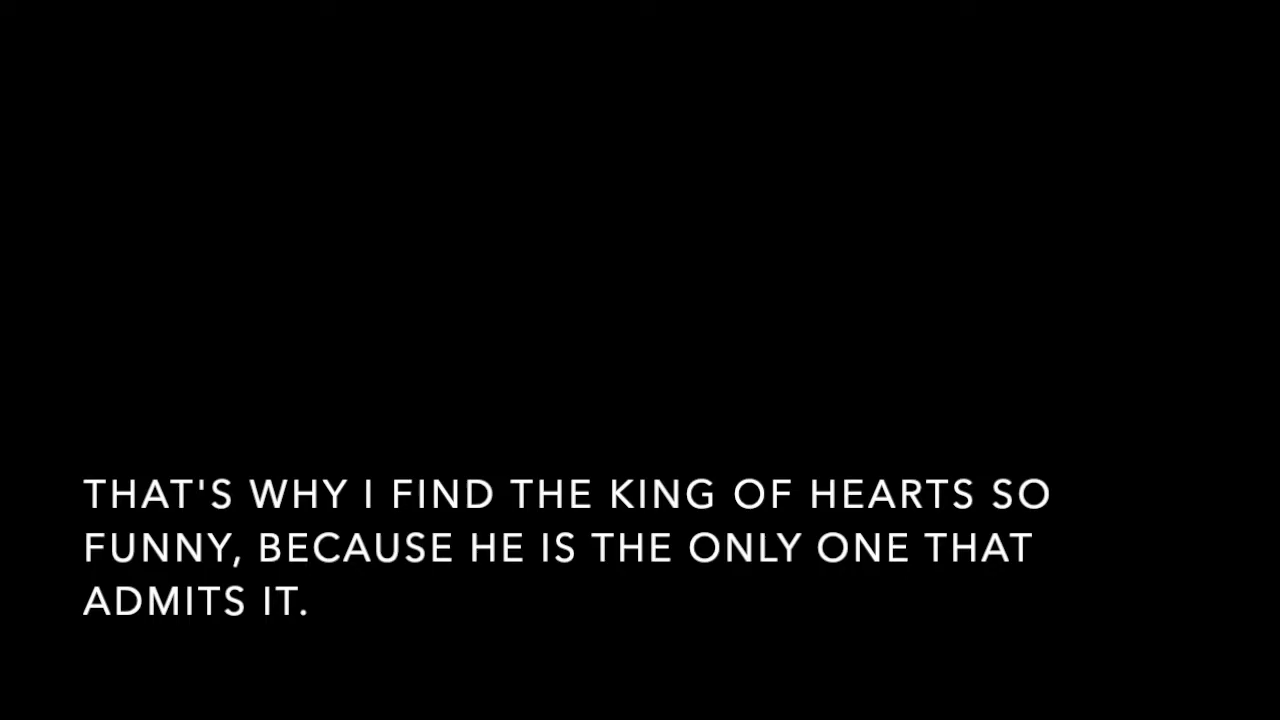 THAT'S WHY I FIND THE KING OF HEARTS SO
FUNNY, BECAUSE HE IS THE ONLY ONE THAT
ADMITS IT.